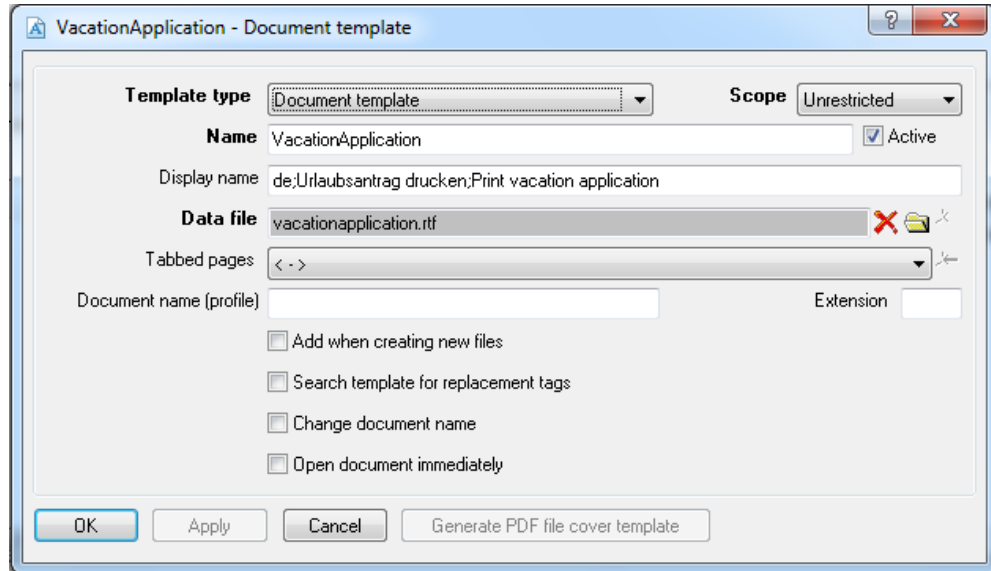 VacationApplication - Document template
Template type Document template Scope Unrestricted
Name VacationApplication Active
Display name de;Urlaubsantrag drucken;Print vacation application
Data file vacationapplication.rtf
Tabbed pages < - >
Document name (profile) Extension
Add when creating new files
Search template for replacement tags
Change document name
Open document immediately
OK Apply Cancel Generate PDF file cover template